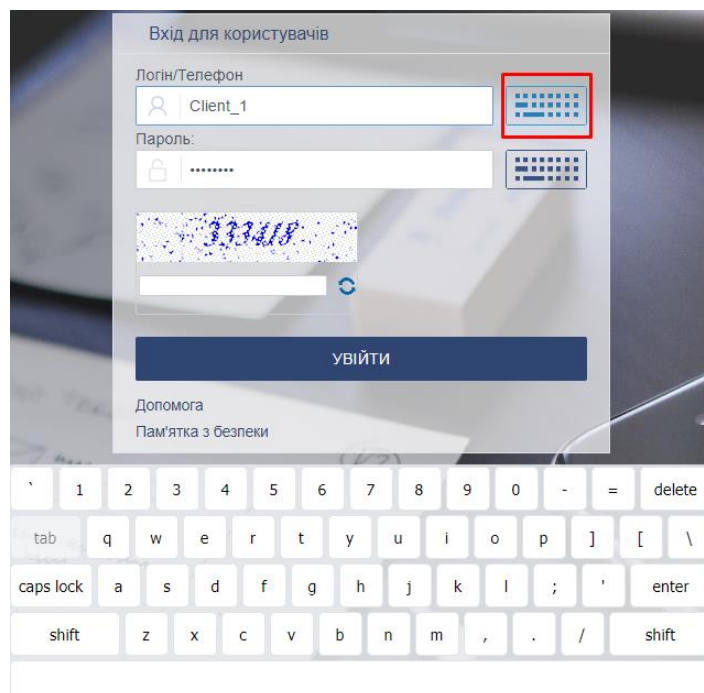 Вхід для користувачів
Логін/Телефон
Client_1
Пароль:
••••••••
333418
УВІЙТИ
Допомога
Пам'ятка з безпеки
` 1 2 3 4 5 6 7 8 9 0 - = delete
tab q w e r t y u i o p ] [ \
caps lock a s d f g h j k l ; ' enter
shift z x c v b n m , . / shift